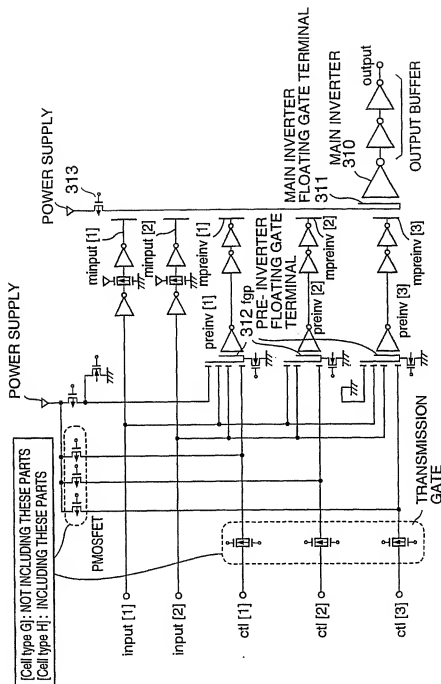 [Cell type G]: NOT INCLUDING THESE PARTS
[Cell type H]: INCLUDING THESE PARTS
POWER SUPPLY
POWER SUPPLY
313
PMOSFET
input [1]
input [2]
ctl [1]
ctl [2]
ctl [3]
TRANSMISSION
GATE
minput [1]
minput [2]
preinv [1]
312 fgp
PRE- INVERTER
FLOATING GATE
TERMINAL
preinv [2]
preinv [3]
mpreinv [1]
mpreinv [2]
mpreinv [3]
MAIN INVERTER
FLOATING GATE TERMINAL
311
MAIN INVERTER
310
output
OUTPUT BUFFER